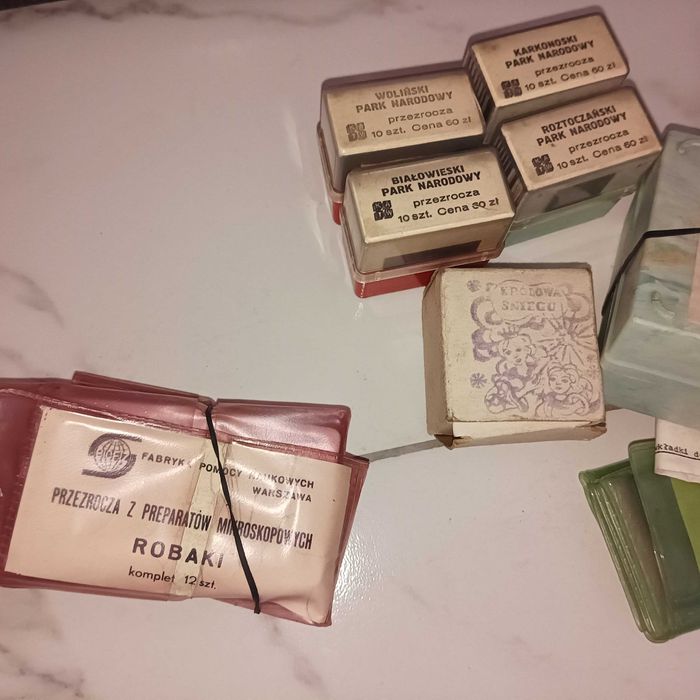 KARKONOSKI
PARK NARODOWY
przezrocza
10 szt. Cena 60 zł
WOLIŃSKI
PARK NARODOWY
przezrocza
10 szt. Cena 60 zł
ROZTOCZAŃSKI
PARK NARODOWY
przezrocza
10 szt. Cena 60 zł
BIAŁOWIESKI
PARK NARODOWY
przezrocza
10 szt. Cena 60 zł
KRÓLOWA
ŚNIEGU
FABRYKA POMOCY NAUKOWYCH
WARSZAWA
PRZEZROCZA Z PREPARATÓW MIKROSKOPOWYCH
ROBAKI
komplet 12 szt.